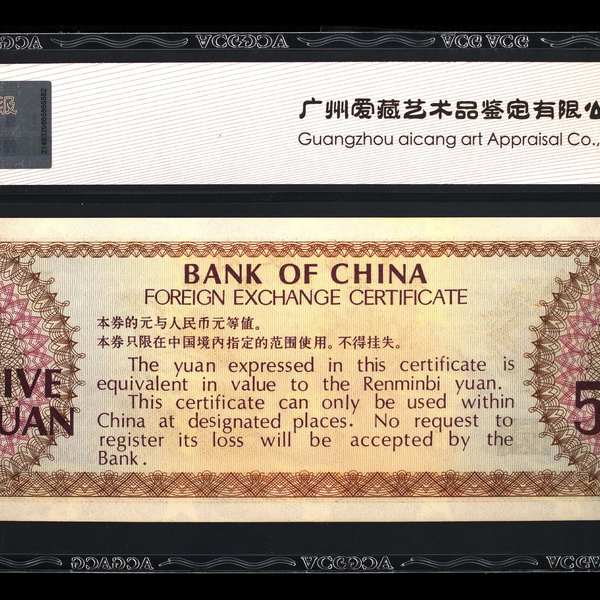 ACG
广州爱藏艺术品鉴定有限公
Guangzhou aicang art Appraisal Co.,
BANK OF CHINA
FOREIGN EXCHANGE CERTIFICATE
本券的元与人民币元等值。
本券只限在中国境内指定的范围使用。不得挂失。
The yuan expressed in this certificate is
equivalent in value to the Renminbi yuan.
This certificate can only be used within
China at designated places. No request to
register its loss will be accepted by the
Bank.
IVE
UAN
5